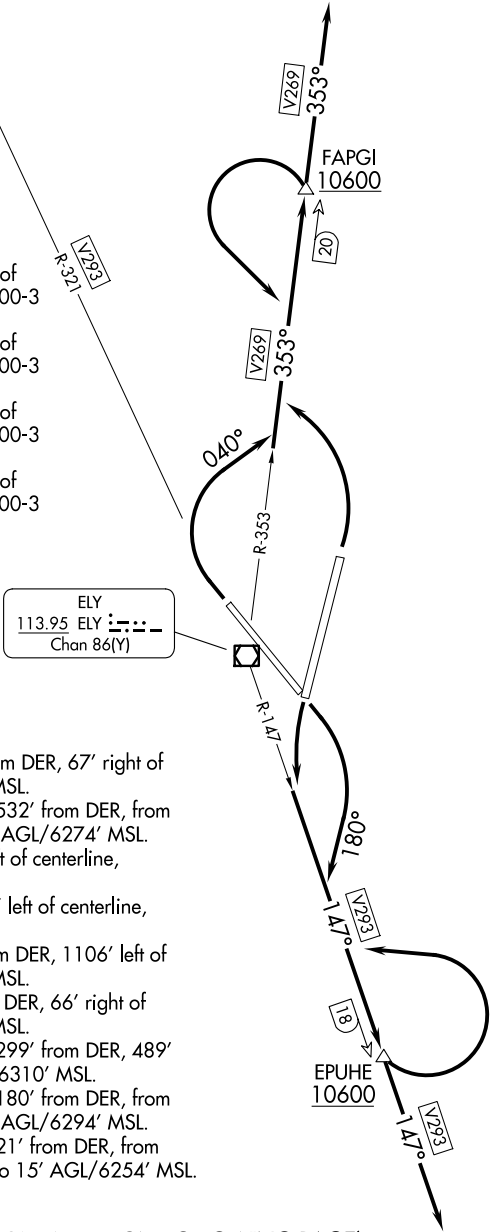 V269
353°
FAPGI
10600
20
V293
R-321
of
00-3
of
00-3
of
00-3
of
00-3
V269
353°
040°
R-353
ELY
113.95 ELY
Chan 86(Y)
R-147
m DER, 67’ right of
MSL.
532’ from DER, from
AGL/6274’ MSL.
ft of centerline,
’ left of centerline,
m DER, 1106’ left of
MSL.
DER, 66’ right of
MSL.
299’ from DER, 489’
6310’ MSL.
180’ from DER, from
AGL/6294’ MSL.
21’ from DER, from
o 15’ AGL/6254’ MSL.
180°
147°
V293
18
EPUHE
10600
147°
V293